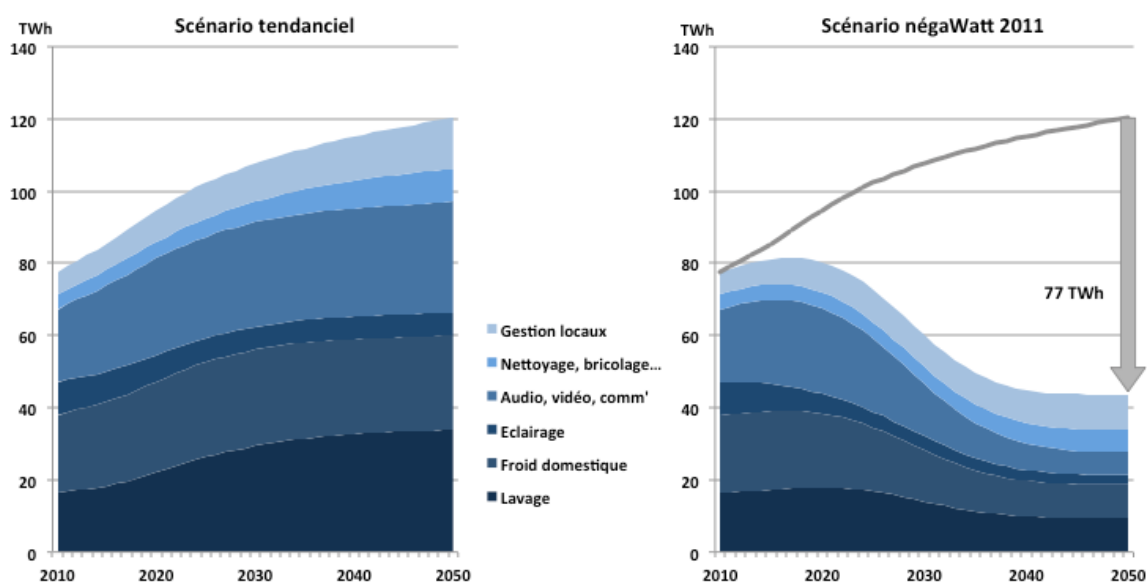 Scénario tendanciel
TWh
140
120
100
80
60
40
20
0
2010 2020 2030 2040 2050
Gestion locaux
Nettoyage, bricolage...
Audio, vidéo, comm'
Eclairage
Froid domestique
Lavage
Scénario négaWatt 2011
TWh
140
120
100
80
60
40
20
0
77 TWh
2010 2020 2030 2040 2050